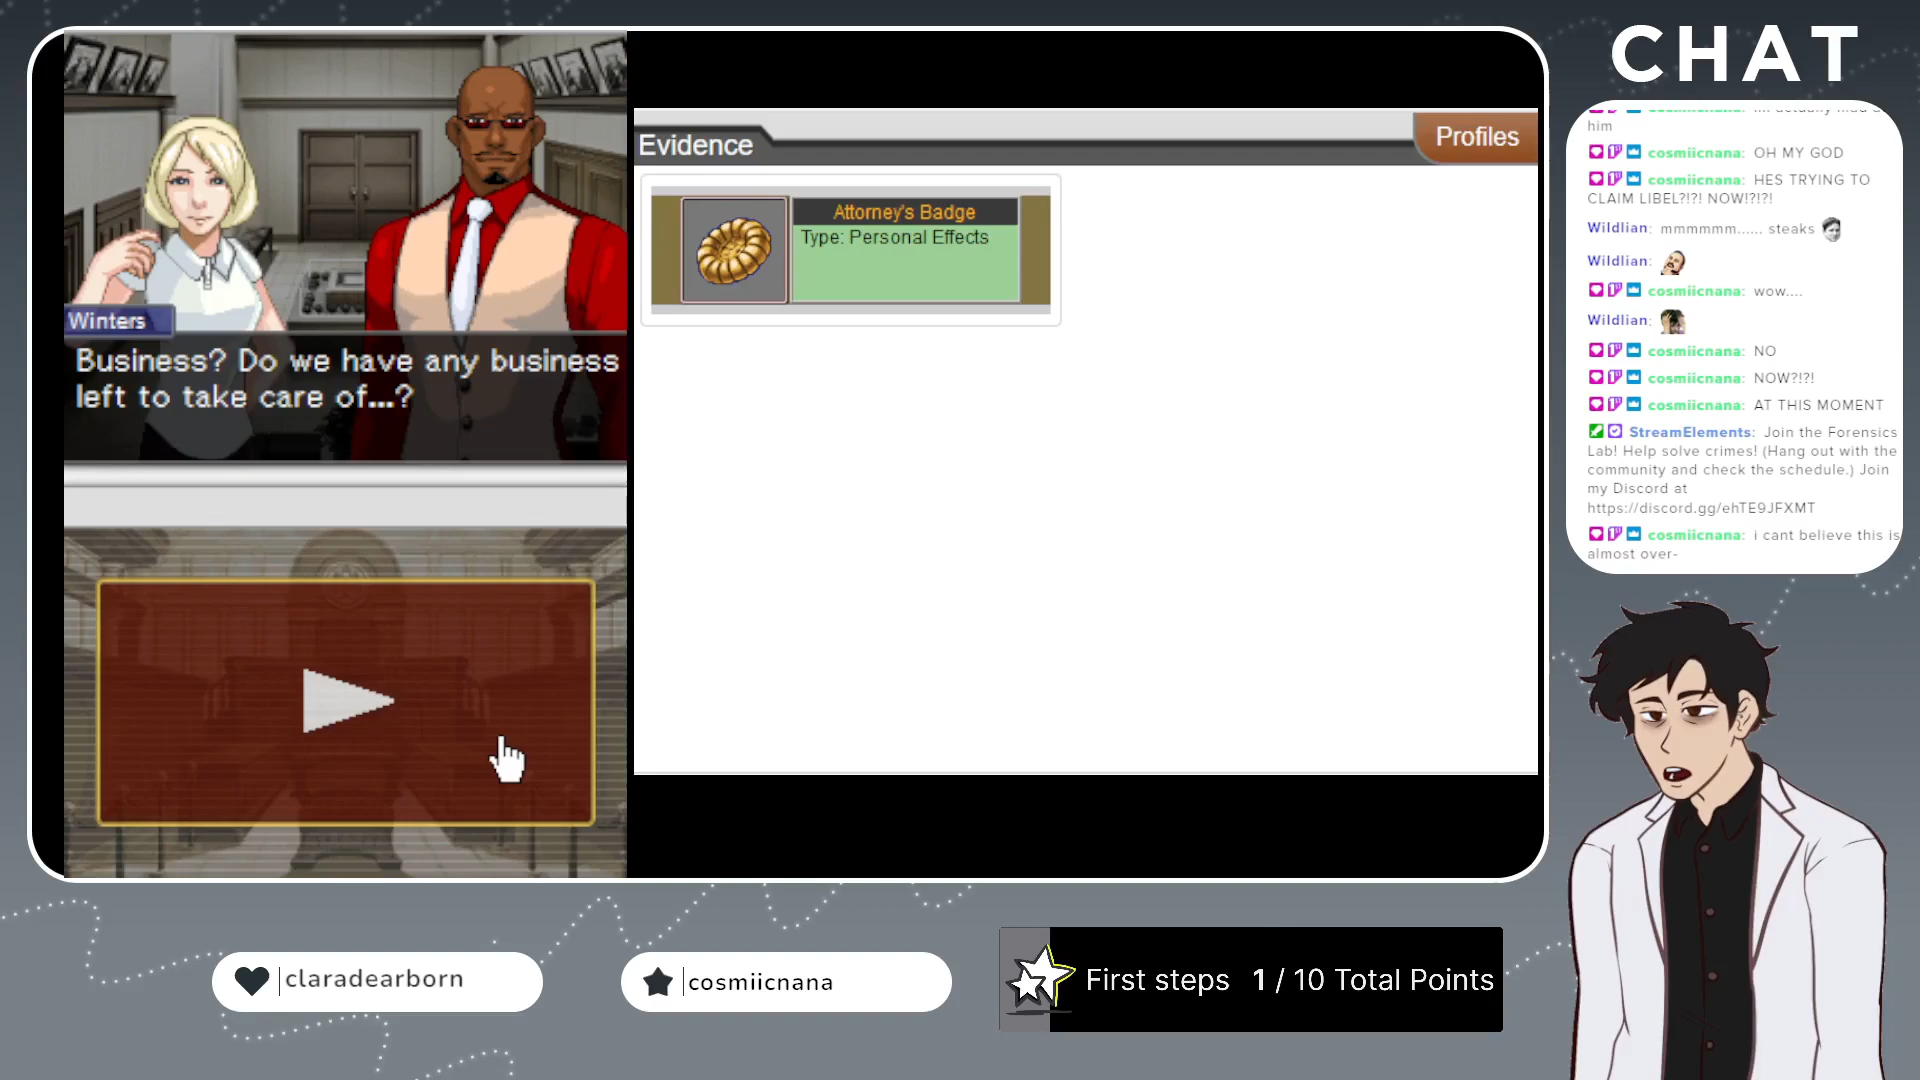 CHAT
him
cosmiicnana: OH MY GOD
cosmiicnana: HES TRYING TO
CLAIM LIBEL?!?! NOW!?!?!
Wildlian: mmmmmm...... steaks
Wildlian:
cosmiicnana: wow....
Wildlian:
cosmiicnana: NO
cosmiicnana: NOW?!?!
cosmiicnana: AT THIS MOMENT
StreamElements: Join the Forensics
Lab! Help solve crimes! (Hang out with the
community and check the schedule.) Join
my Discord at
https://discord.gg/ehTE9JFXMT
cosmiicnana: i cant believe this is
almost over-
Evidence
Profiles
Attorney's Badge
Type: Personal Effects
Winters
Business? Do we have any business
left to take care of...?
claradearborn
cosmiicnana
First steps 1 / 10 Total Points